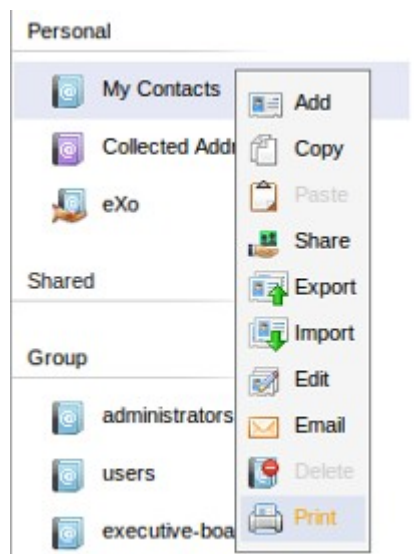 Personal
My Contacts
Collected Addr
eXo
Shared
Group
administrators
users
executive-boa
Add
Copy
Paste
Share
Export
Import
Edit
Email
Delete
Print